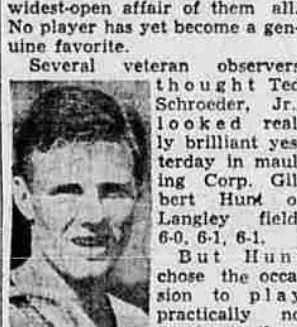 widest-open affair of them all.
No player has yet become a gen-
uine favorite.
Several veteran observers
thought Ted
Schroeder, Jr.
looked real-
ly brilliant yes-
terday in maul-
ing Corp. Gil-
bert Hunt o
Langley field
6-0, 6-1, 6-1.
But Hun
chose the occa-
sion to play
practically no